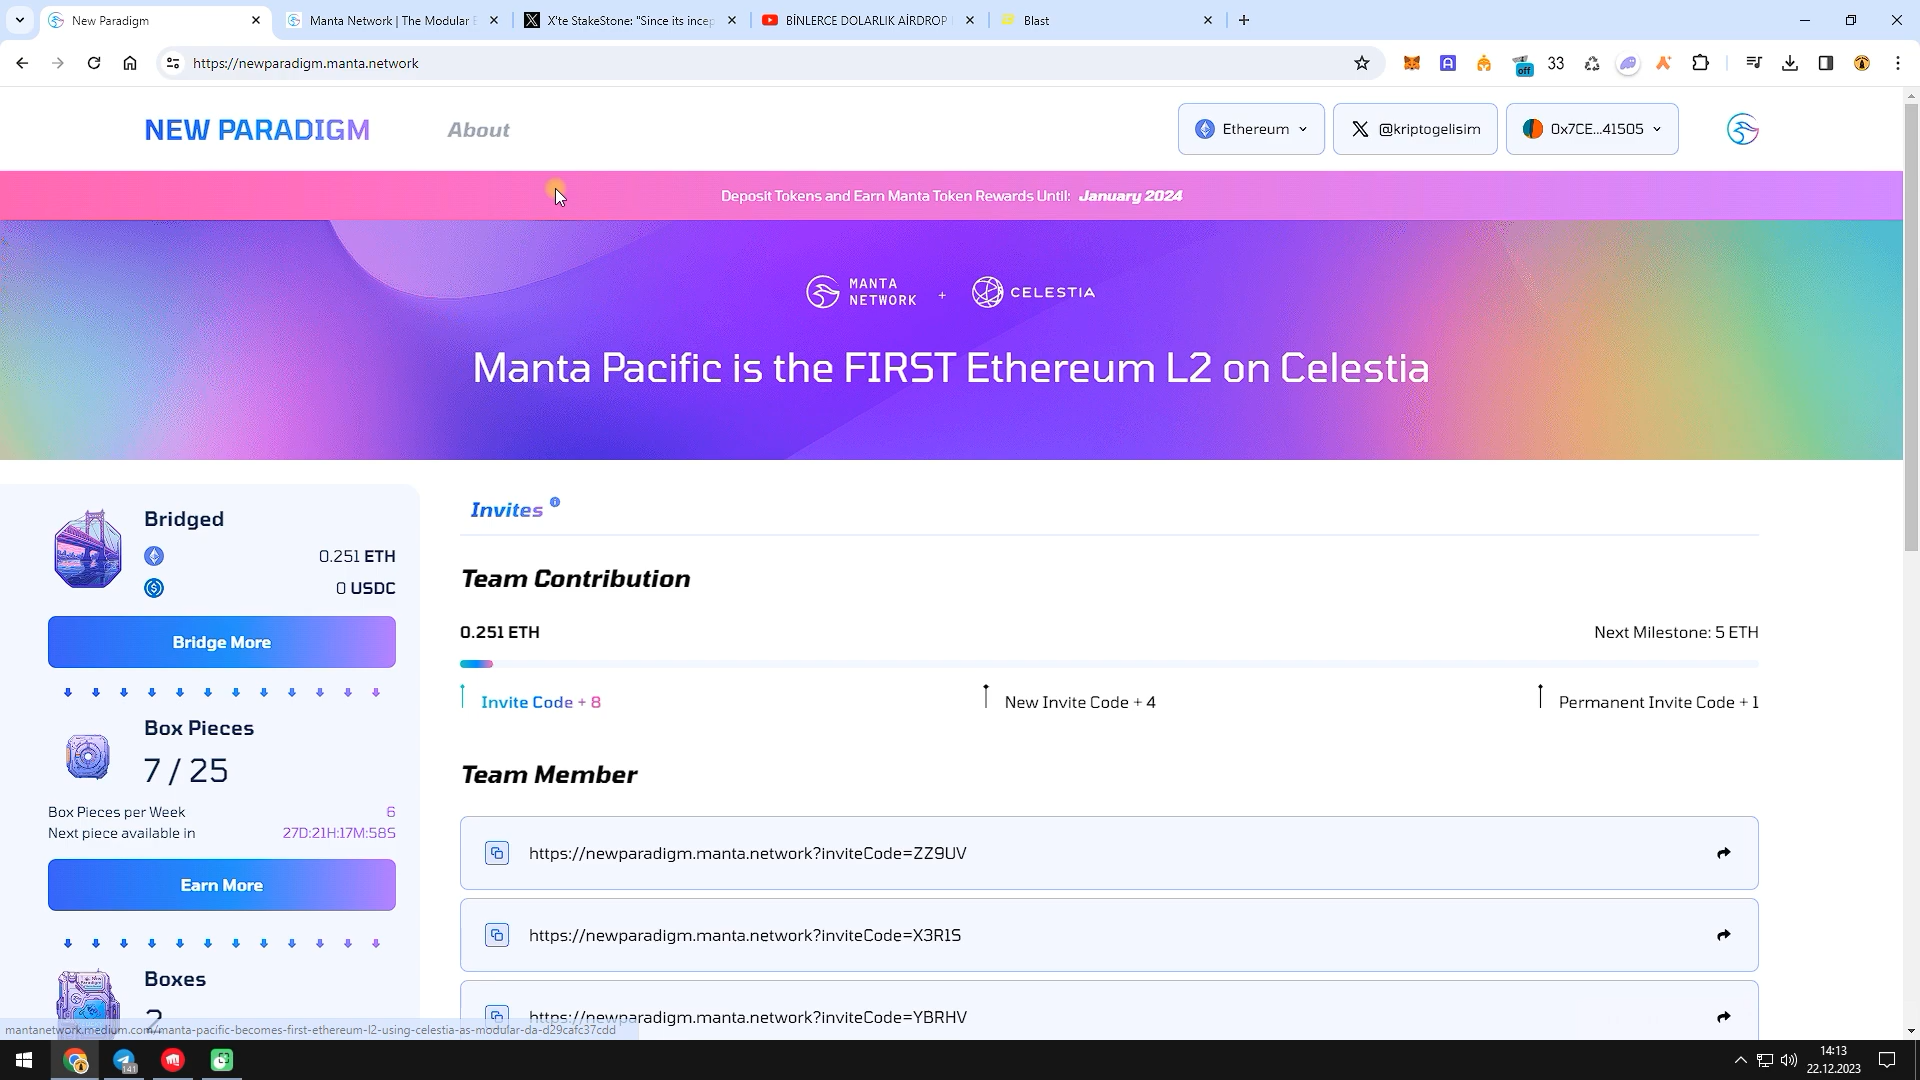 New Paradigm
Manta Network | The Modular E
X'te StakeStone: "Since its incep
BİNLERCE DOLARLIK AİRDROP
Blast
https://newparadigm.manta.network
off
33
NEW PARADIGM
About
Ethereum
@kriptogelisim
0x7CE...41505
Deposit Tokens and Earn Manta Token Rewards Until: January 2024
MANTA
NETWORK
+
CELESTIA
Manta Pacific is the FIRST Ethereum L2 on Celestia
Bridged
0.251 ETH
0 USDC
Bridge More
Box Pieces
7 / 25
Box Pieces per Week
6
Next piece available in
27D:21H:17M:58S
Earn More
Boxes
2
Invites
Team Contribution
0.251 ETH
Next Milestone: 5 ETH
Invite Code + 8
New Invite Code + 4
Permanent Invite Code + 1
Team Member
https://newparadigm.manta.network?inviteCode=ZZ9UV
https://newparadigm.manta.network?inviteCode=X3R1S
https://newparadigm.manta.network?inviteCode=YBRHV
mantanetwork.medium.com/manta-pacific-becomes-first-ethereum-l2-using-celestia-as-modular-da-d29cafc37cdd
141
14:13
22.12.2023